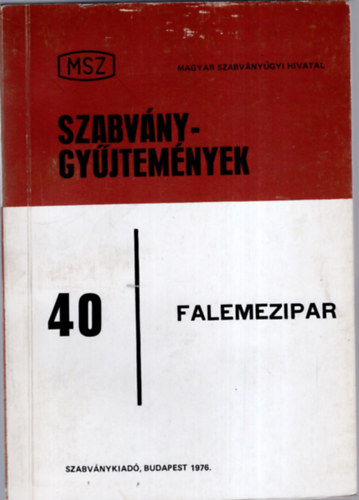 MSZ
MAGYAR SZABVÁNYÜGYI HIVATAL
SZABVÁNY-
GYŰJTEMÉNYEK
40
FALEMEZIPAR
SZABVÁNYKIADÓ, BUDAPEST 1976.